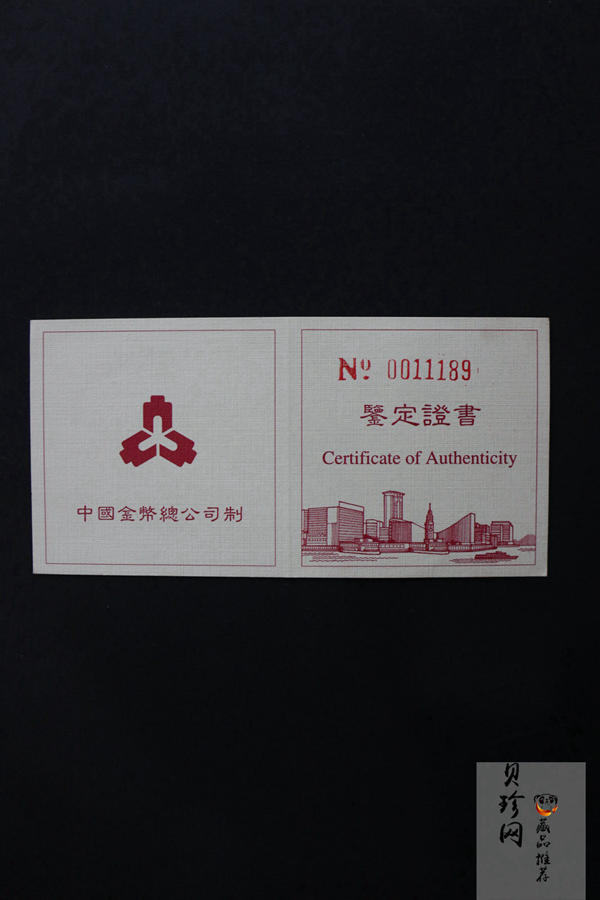 中國金幣總公司制
Nº 0011189
鑒定證書
Certificate of Authenticity
贝珍网
藏品推荐